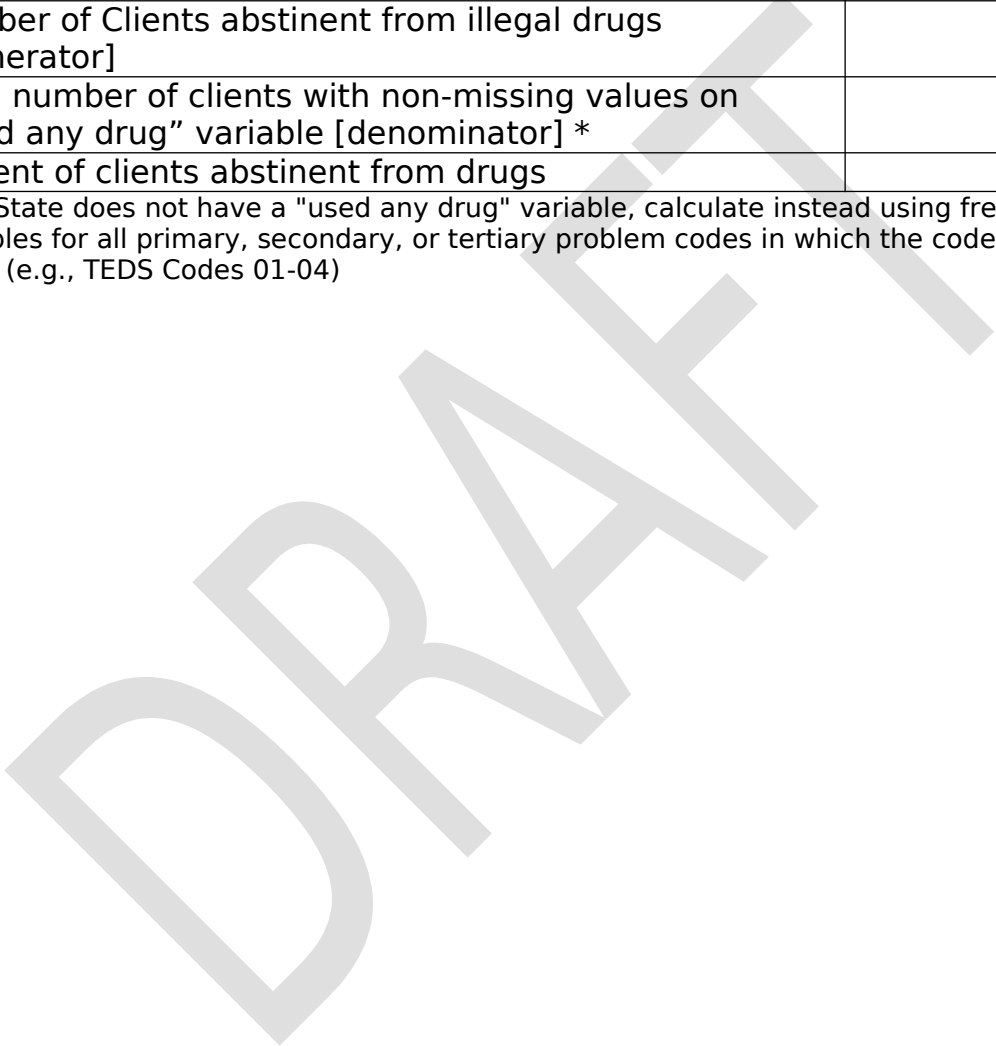 ber of Clients abstinent from illegal drugs
nerator]
number of clients with non-missing values on
d any drug” variable [denominator] *
ent of clients abstinent from drugs
State does not have a "used any drug" variable, calculate instead using fre
bles for all primary, secondary, or tertiary problem codes in which the code
(e.g., TEDS Codes 01-04)
DRAFT